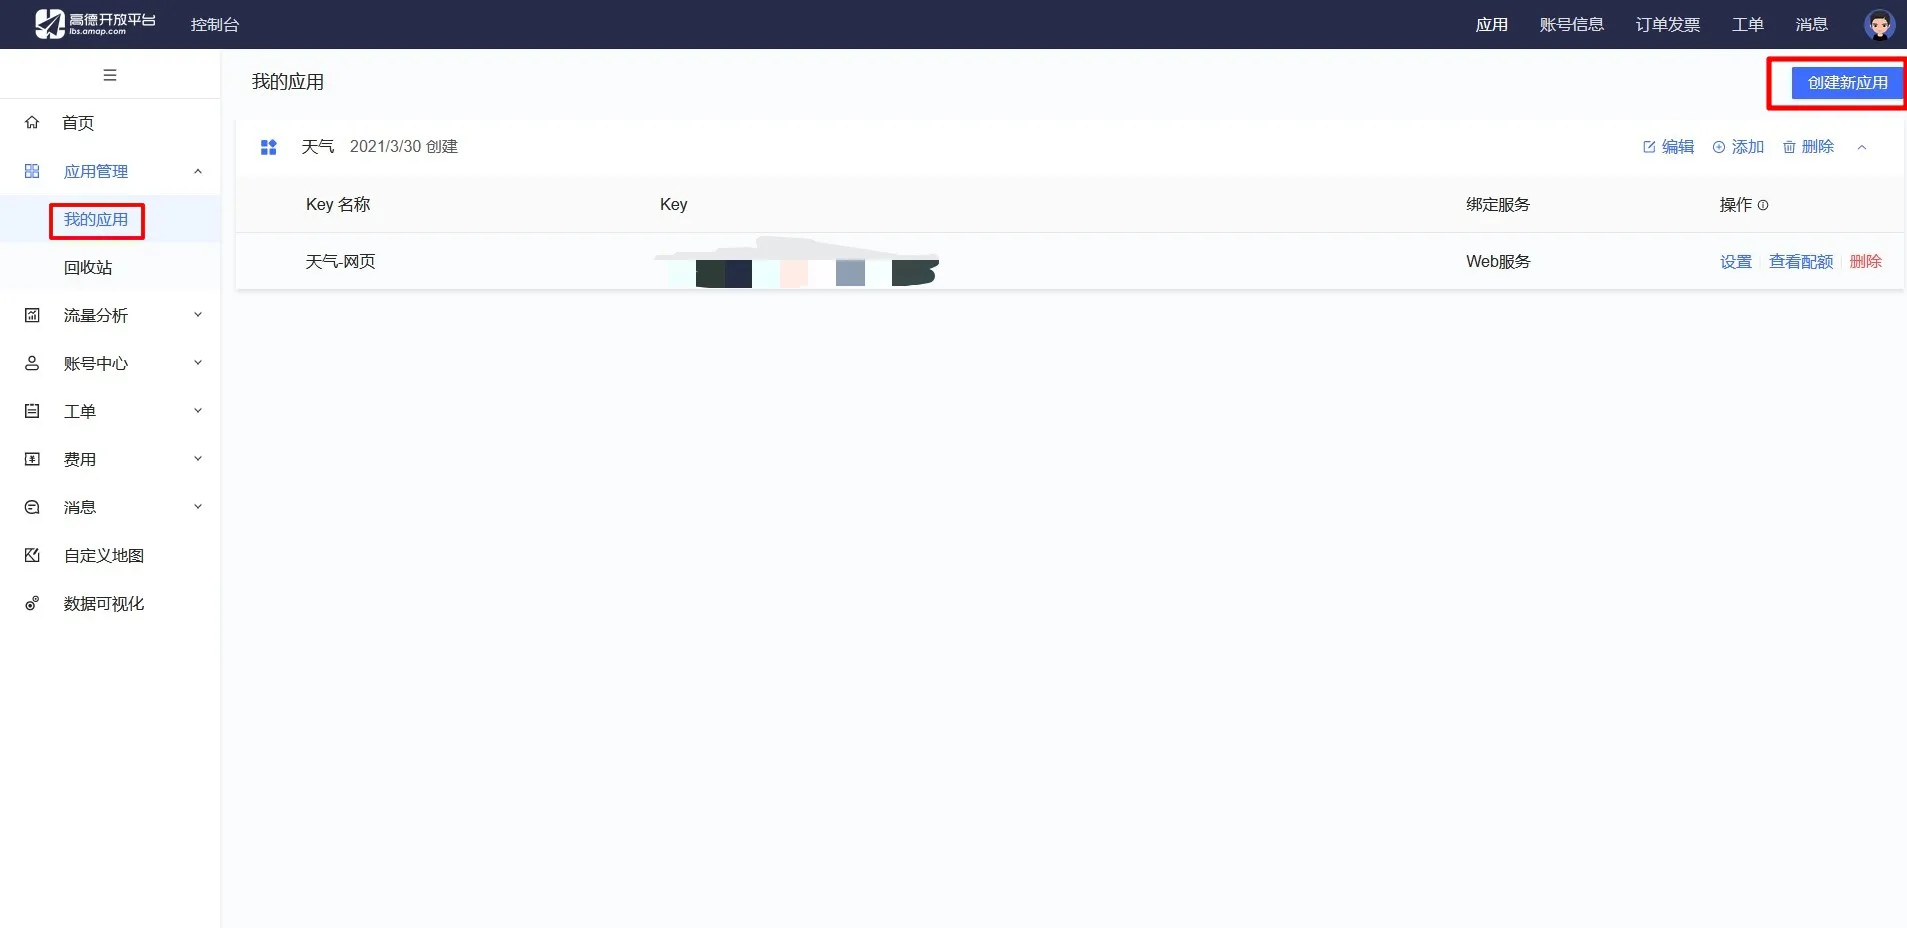 高德开放平台
lbs.amap.com
控制台
应用
账号信息
订单发票
工单
消息
首页
应用管理
我的应用
回收站
流量分析
账号中心
工单
费用
消息
自定义地图
数据可视化
我的应用
创建新应用
天气 2021/3/30 创建
编辑 添加 删除
Key 名称 Key 绑定服务 操作
天气-网页 Web服务 设置 查看配额 删除